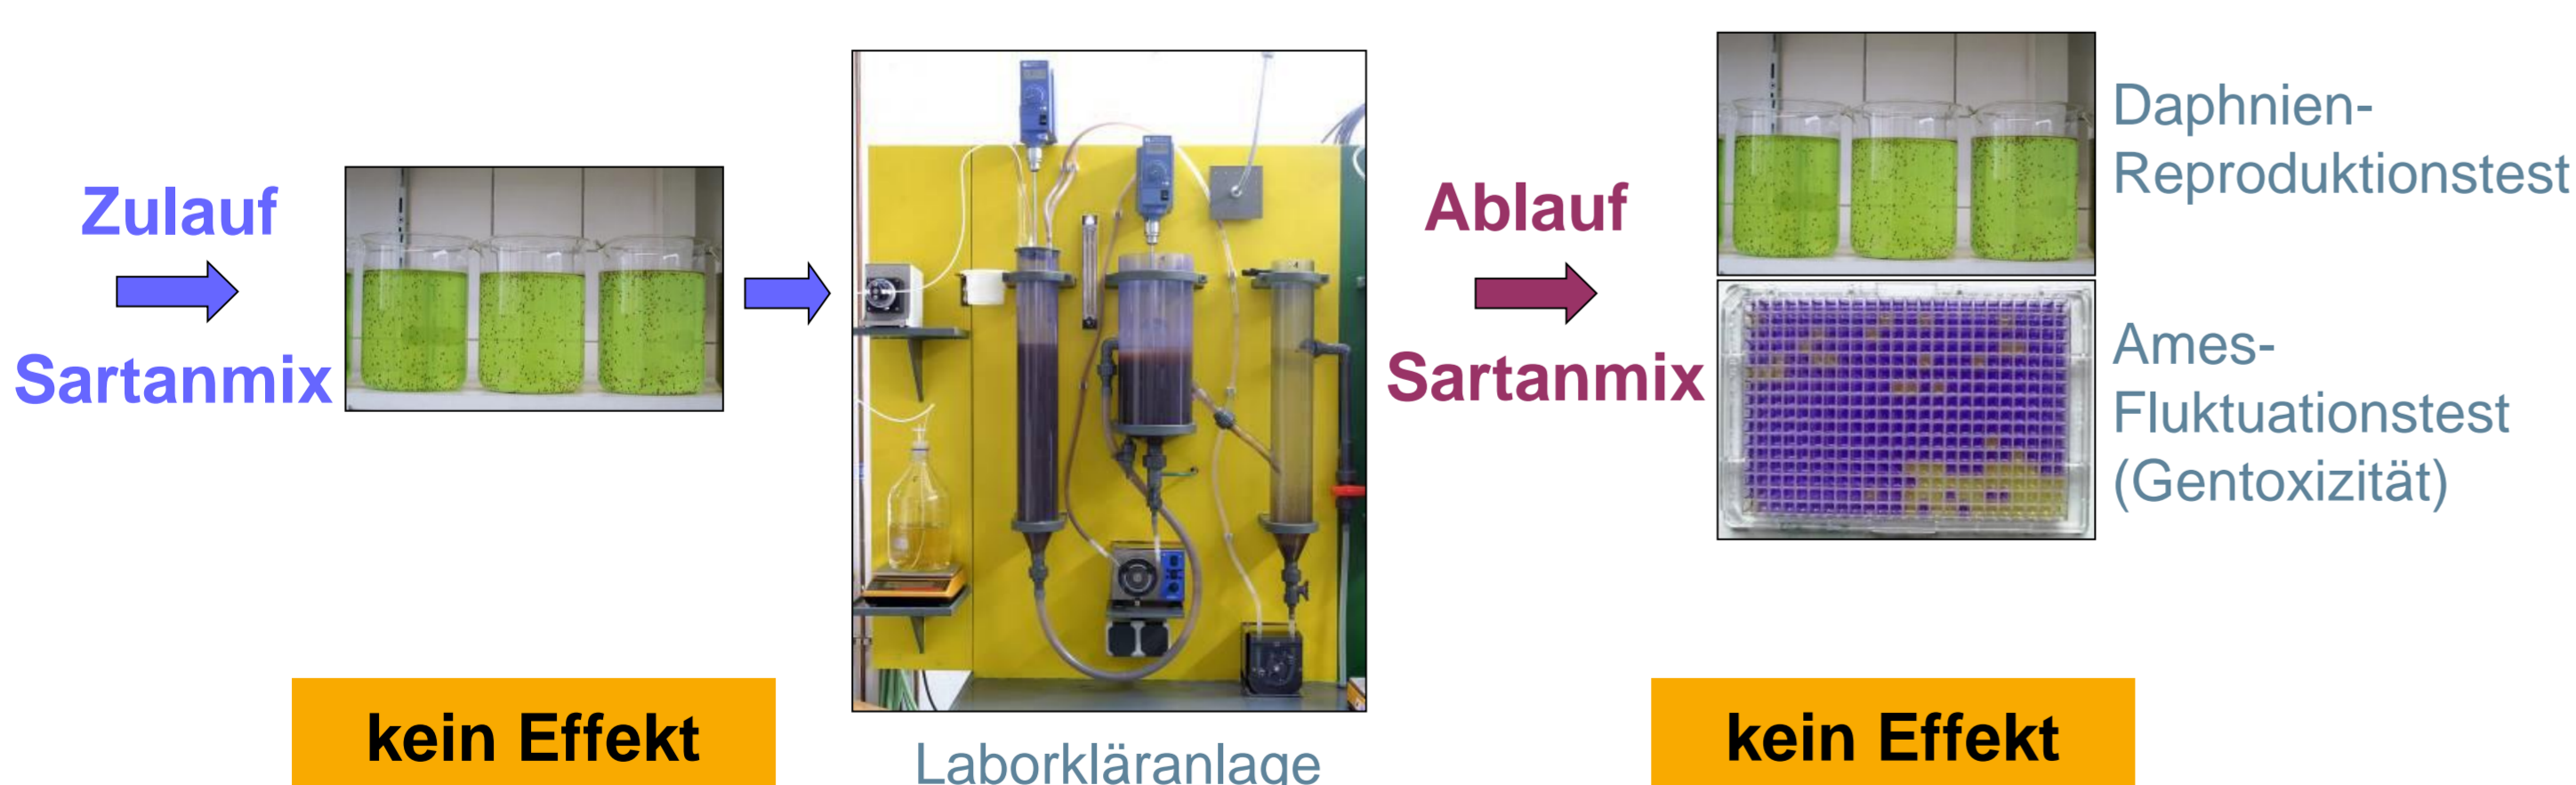 Zulauf
Sartanmix
kein Effekt
Laborkläranlage
Ablauf
Sartanmix
Daphnien-
Reproduktionstest
Ames-
Fluktuationstest
(Gentoxizität)
kein Effekt